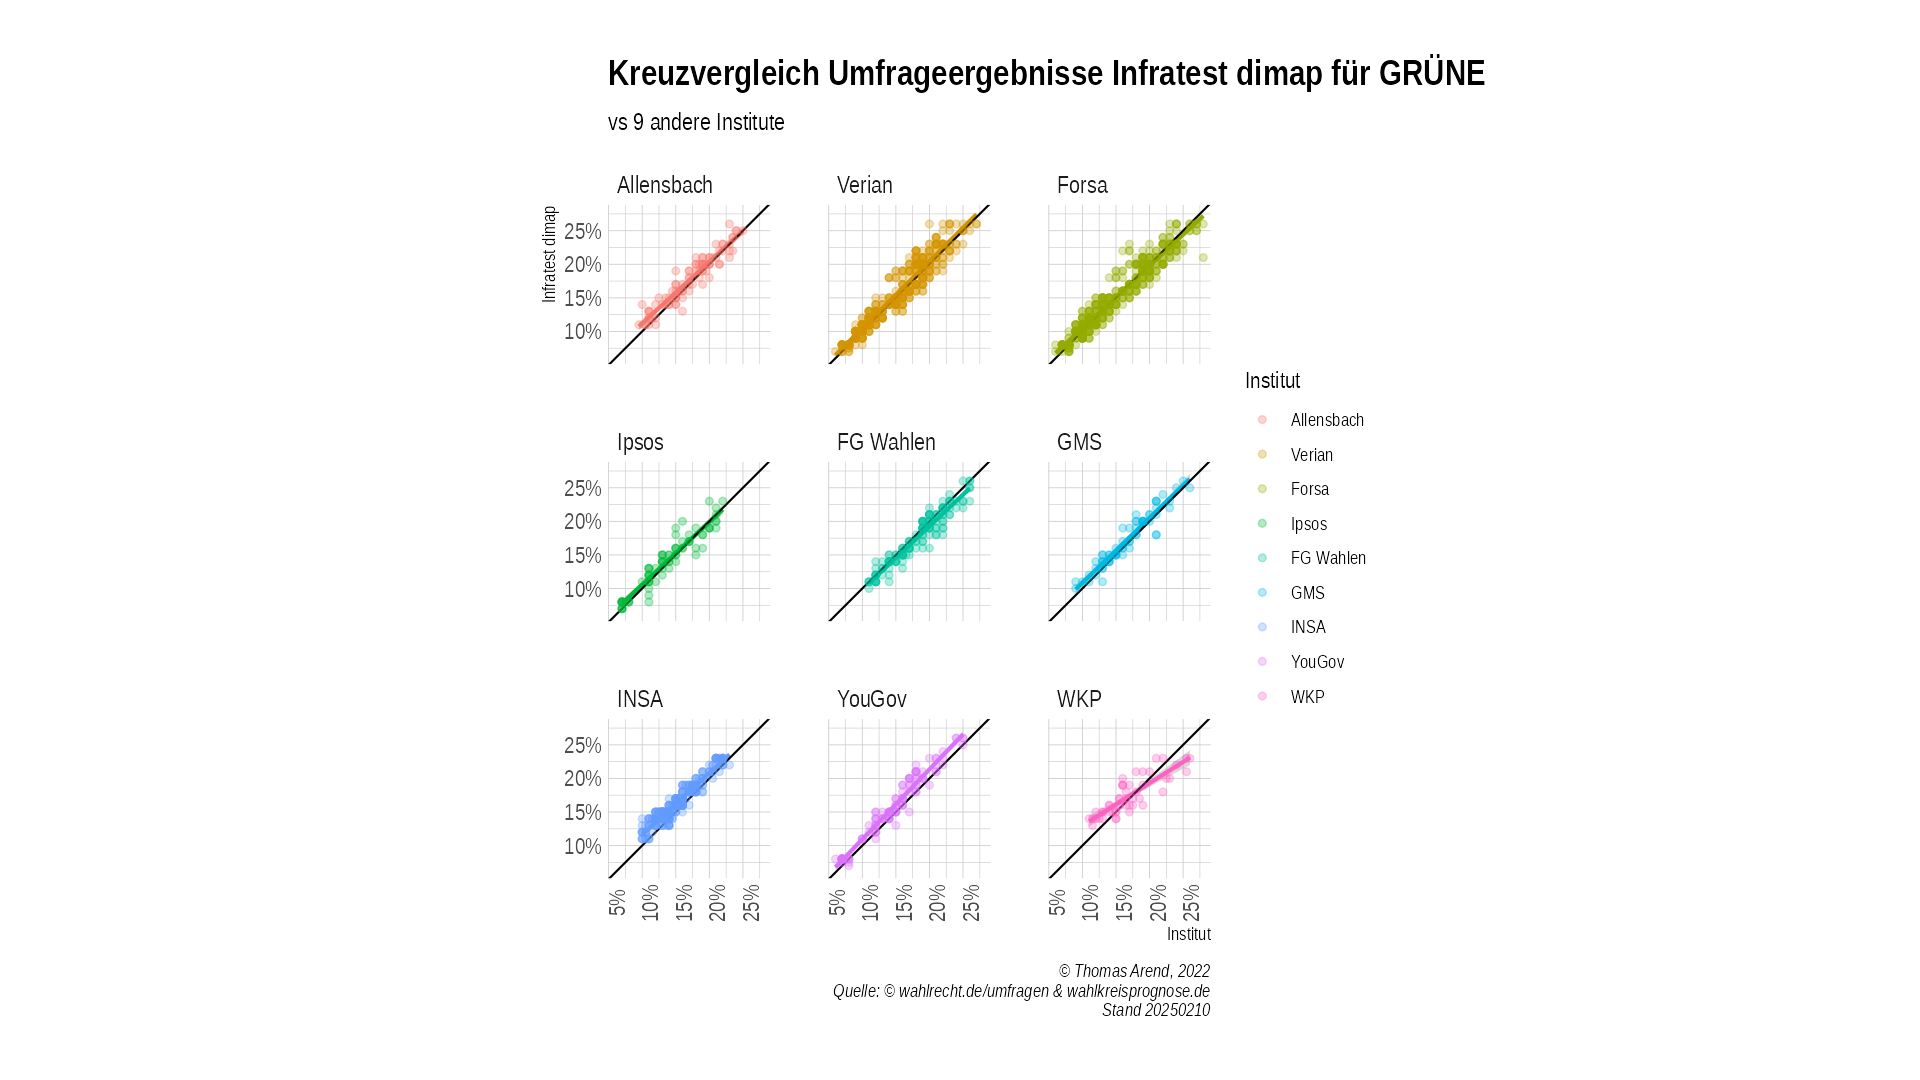 Kreuzvergleich Umfrageergebnisse Infratest dimap für GRÜNE
vs 9 andere Institute
Allensbach
Verian
Forsa
Infratest dimap
25%
20%
15%
10%
Ipsos
FG Wahlen
GMS
25%
20%
15%
10%
INSA
YouGov
WKP
25%
20%
15%
10%
5%
10%
15%
20%
25%
5%
10%
15%
20%
25%
5%
10%
15%
20%
25%
Institut
Institut
Allensbach
Verian
Forsa
Ipsos
FG Wahlen
GMS
INSA
YouGov
WKP
© Thomas Arend, 2022
Quelle: © wahlrecht.de/umfragen & wahlkreisprognose.de
Stand 20250210